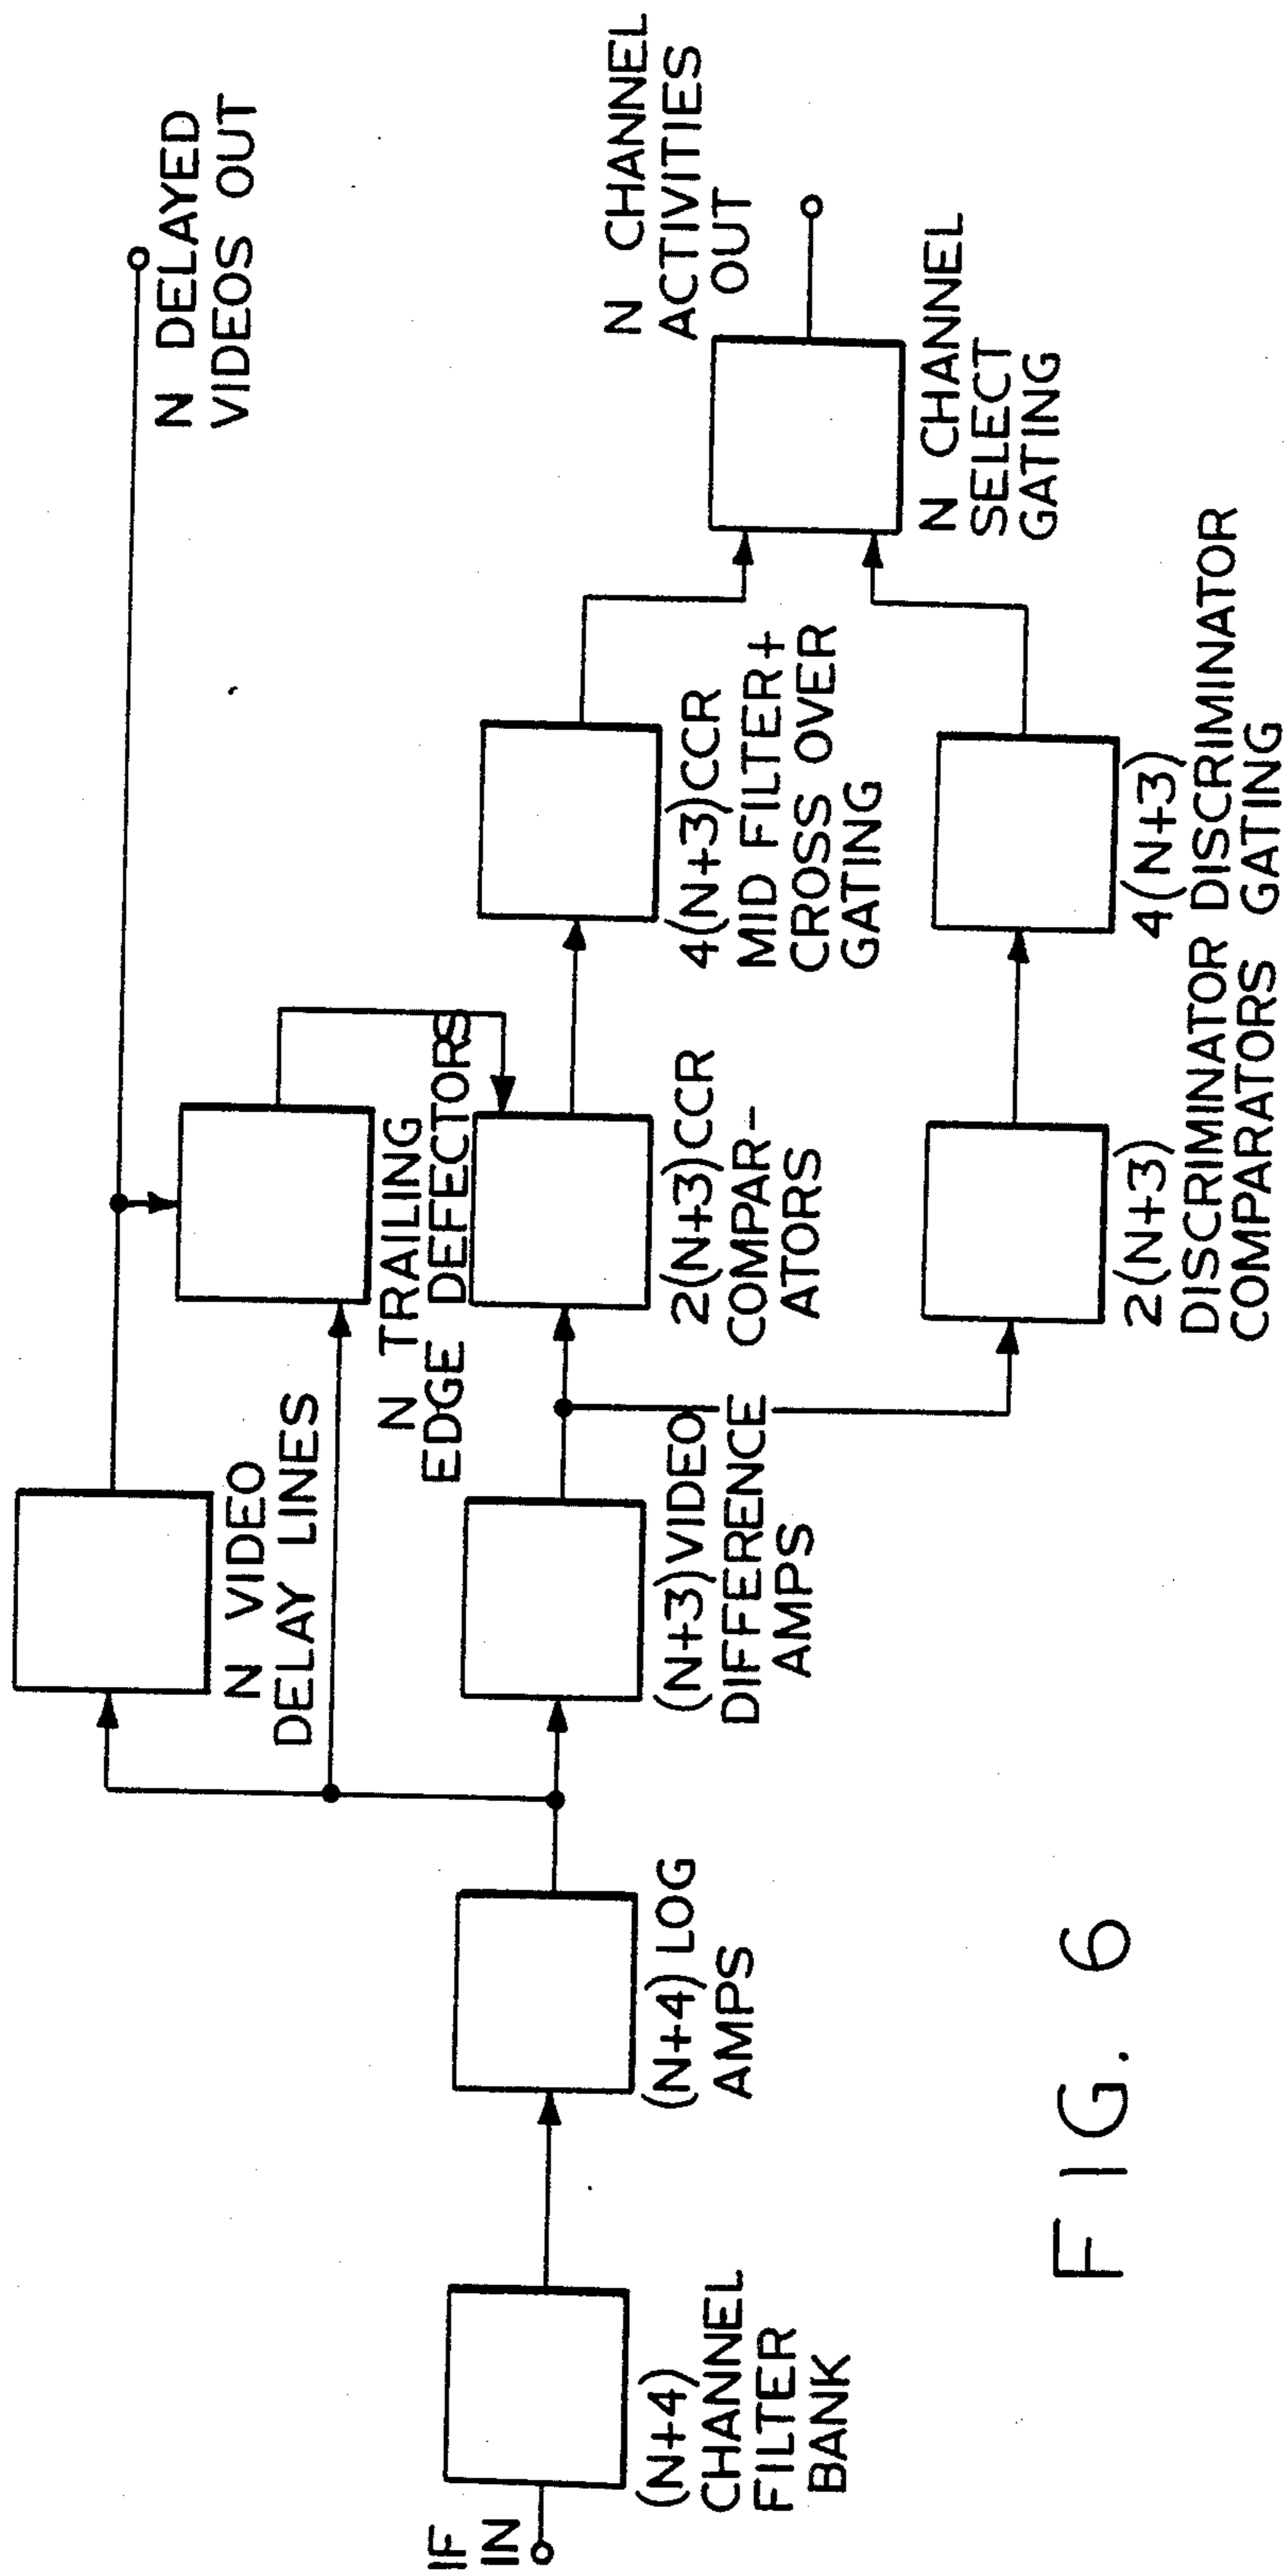 IF
IN
(N+4)
CHANNEL
FILTER
BANK
(N+4) LOG
AMPS
N VIDEO
DELAY LINES
(N+3) VIDEO
DIFFERENCE
AMPS
N TRAILING
EDGE DEFECTORS
2(N+3) CCR
COMPAR-
ATORS
2(N+3)
DISCRIMINATOR
COMPARATORS
4(N+3) CCR
MID FILTER+
CROSS OVER
GATING
4(N+3)
DISCRIMINATOR
GATING
N CHANNEL
SELECT
GATING
N DELAYED
VIDEOS OUT
N CHANNEL
ACTIVITIES
OUT
FIG. 6